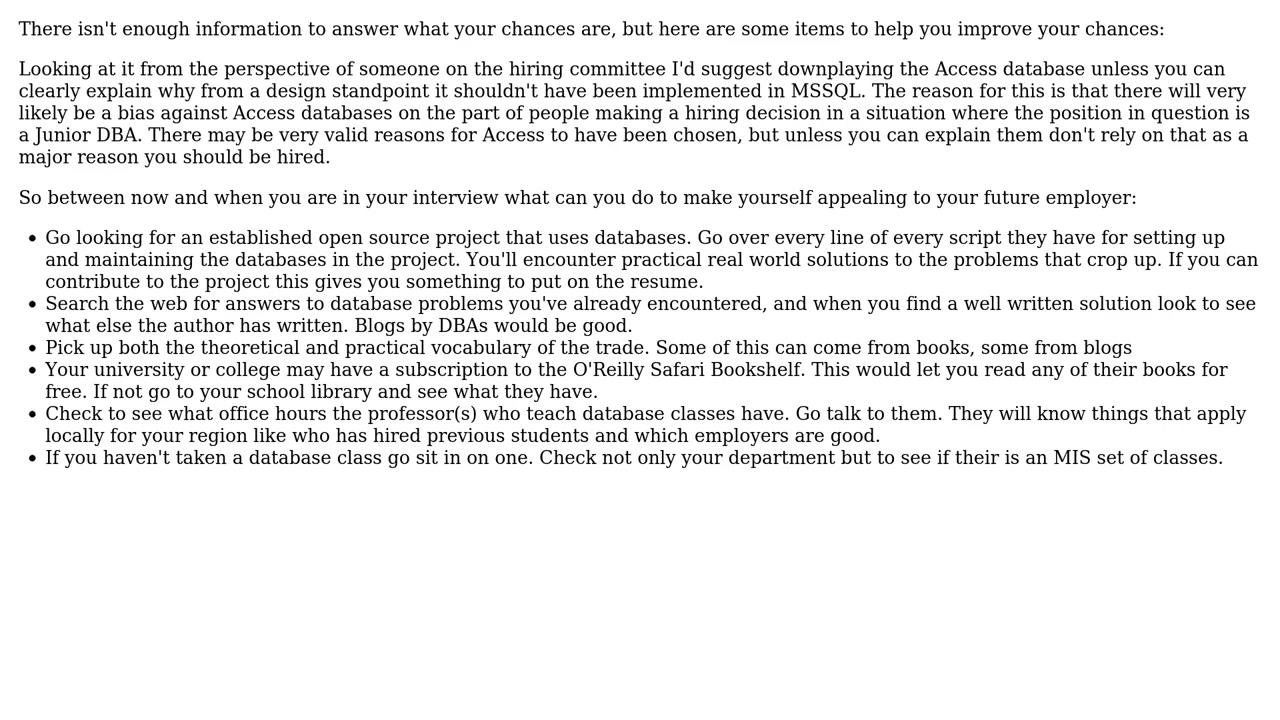 There isn't enough information to answer what your chances are, but here are some items to help you improve your chances:
Looking at it from the perspective of someone on the hiring committee I'd suggest downplaying the Access database unless you can
clearly explain why from a design standpoint it shouldn't have been implemented in MSSQL. The reason for this is that there will very
likely be a bias against Access databases on the part of people making a hiring decision in a situation where the position in question is
a Junior DBA. There may be very valid reasons for Access to have been chosen, but unless you can explain them don't rely on that as a
major reason you should be hired.
So between now and when you are in your interview what can you do to make yourself appealing to your future employer:
• Go looking for an established open source project that uses databases. Go over every line of every script they have for setting up
and maintaining the databases in the project. You'll encounter practical real world solutions to the problems that crop up. If you can
contribute to the project this gives you something to put on the resume.
• Search the web for answers to database problems you've already encountered, and when you find a well written solution look to see
what else the author has written. Blogs by DBAs would be good.
• Pick up both the theoretical and practical vocabulary of the trade. Some of this can come from books, some from blogs
• Your university or college may have a subscription to the O'Reilly Safari Bookshelf. This would let you read any of their books for
free. If not go to your school library and see what they have.
• Check to see what office hours the professor(s) who teach database classes have. Go talk to them. They will know things that apply
locally for your region like who has hired previous students and which employers are good.
• If you haven't taken a database class go sit in on one. Check not only your department but to see if their is an MIS set of classes.